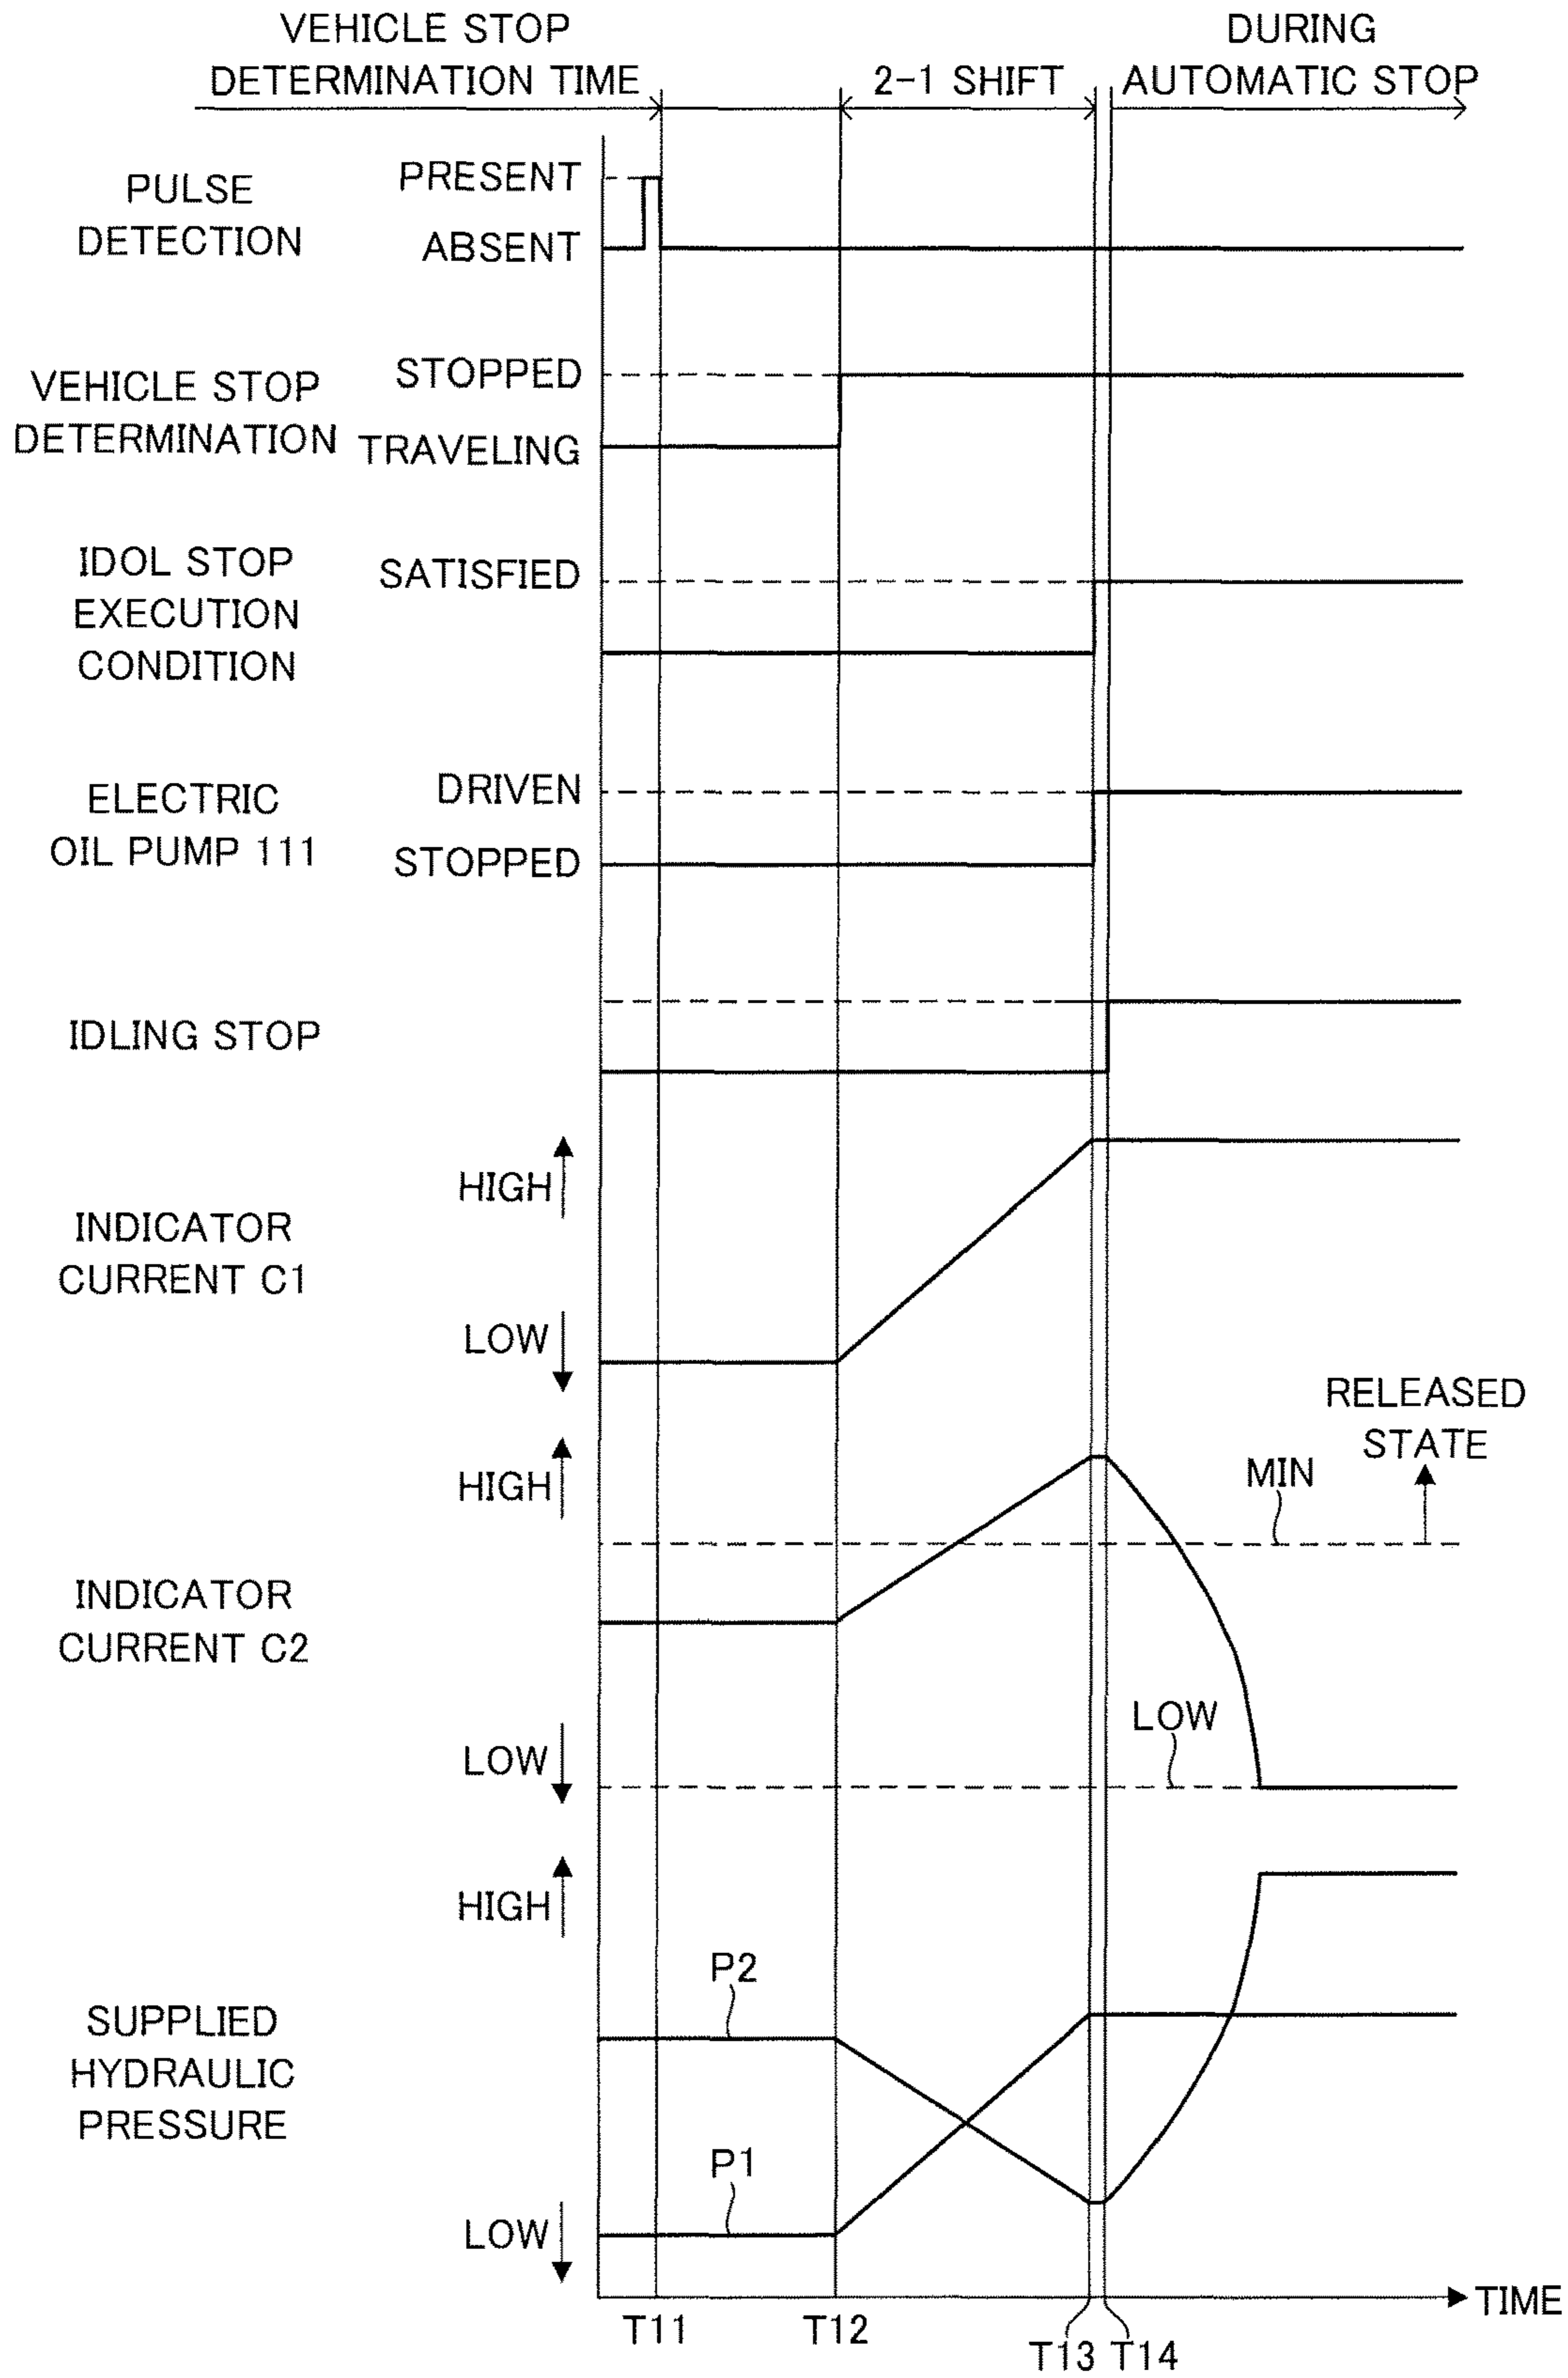 VEHICLE STOP
DETERMINATION TIME
2-1 SHIFT
DURING
AUTOMATIC STOP
PULSE
DETECTION
PRESENT
ABSENT
VEHICLE STOP
DETERMINATION
STOPPED
TRAVELING
IDOL STOP
EXECUTION
CONDITION
SATISFIED
ELECTRIC
OIL PUMP 111
DRIVEN
STOPPED
IDLING STOP
INDICATOR
CURRENT C1
HIGH
LOW
RELEASED
STATE
MIN
INDICATOR
CURRENT C2
HIGH
LOW
LOW
SUPPLIED
HYDRAULIC
PRESSURE
HIGH
P2
P1
LOW
TIME
T11
T12
T13
T14